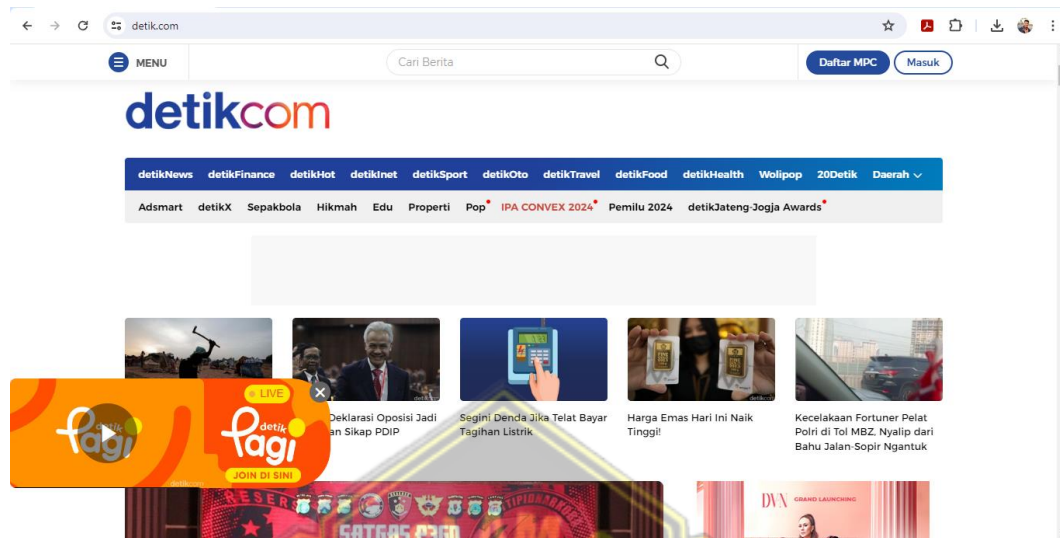 detik.com
MENU
Cari Berita
Daftar MPC
Masuk
detikcom
detikNews detikFinance detikHot detikInet detikSport detikOto detikTravel detikFood detikHealth Wolipop 20Detik Daerah
Adsmart detikX Sepakbola Hikmah Edu Properti Pop IPA CONVEX 2024 Pemilu 2024 detikJateng-Jogja Awards
Deklarasi Oposisi Jadi
Sikap PDIP
Segini Denda Jika Telat Bayar
Tagihan Listrik
Harga Emas Hari Ini Naik
Tinggi!
Kecelakaan Fortuner Pelat
Polri di Tol MBZ, Nyalip dari
Bahu Jalan-Sopir Ngantuk
LIVE
detik
Pagi
JOIN DI SINI
detikcom
RESER
TIPIDNARKO
SATGAS
DVN GRAND LAUNCHING